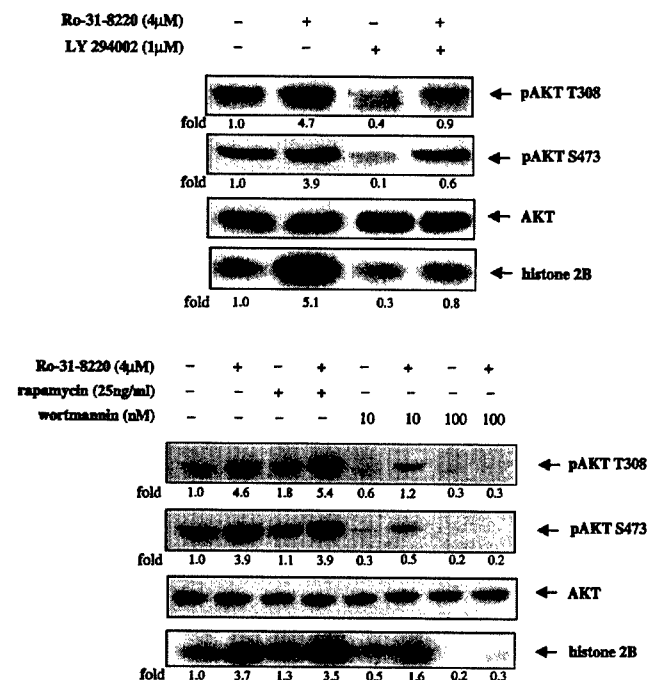 Ro-31-8220 (4µM) − + − +
LY 294002 (1µM) − − + +
← pAKT T308
fold 1.0 4.7 0.4 0.9
← pAKT S473
fold 1.0 3.9 0.1 0.6
← AKT
← histone 2B
fold 1.0 5.1 0.3 0.8
Ro-31-8220 (4µM) − + − + − + − +
rapamycin (25ng/ml) − − + + − − − −
wortmannin (nM) − − − − 10 10 100 100
← pAKT T308
fold 1.0 4.6 1.8 5.4 0.6 1.2 0.3 0.3
← pAKT S473
fold 1.0 3.9 1.1 3.9 0.3 0.5 0.2 0.2
← AKT
← histone 2B
fold 1.0 3.7 1.3 3.5 0.5 1.6 0.2 0.3